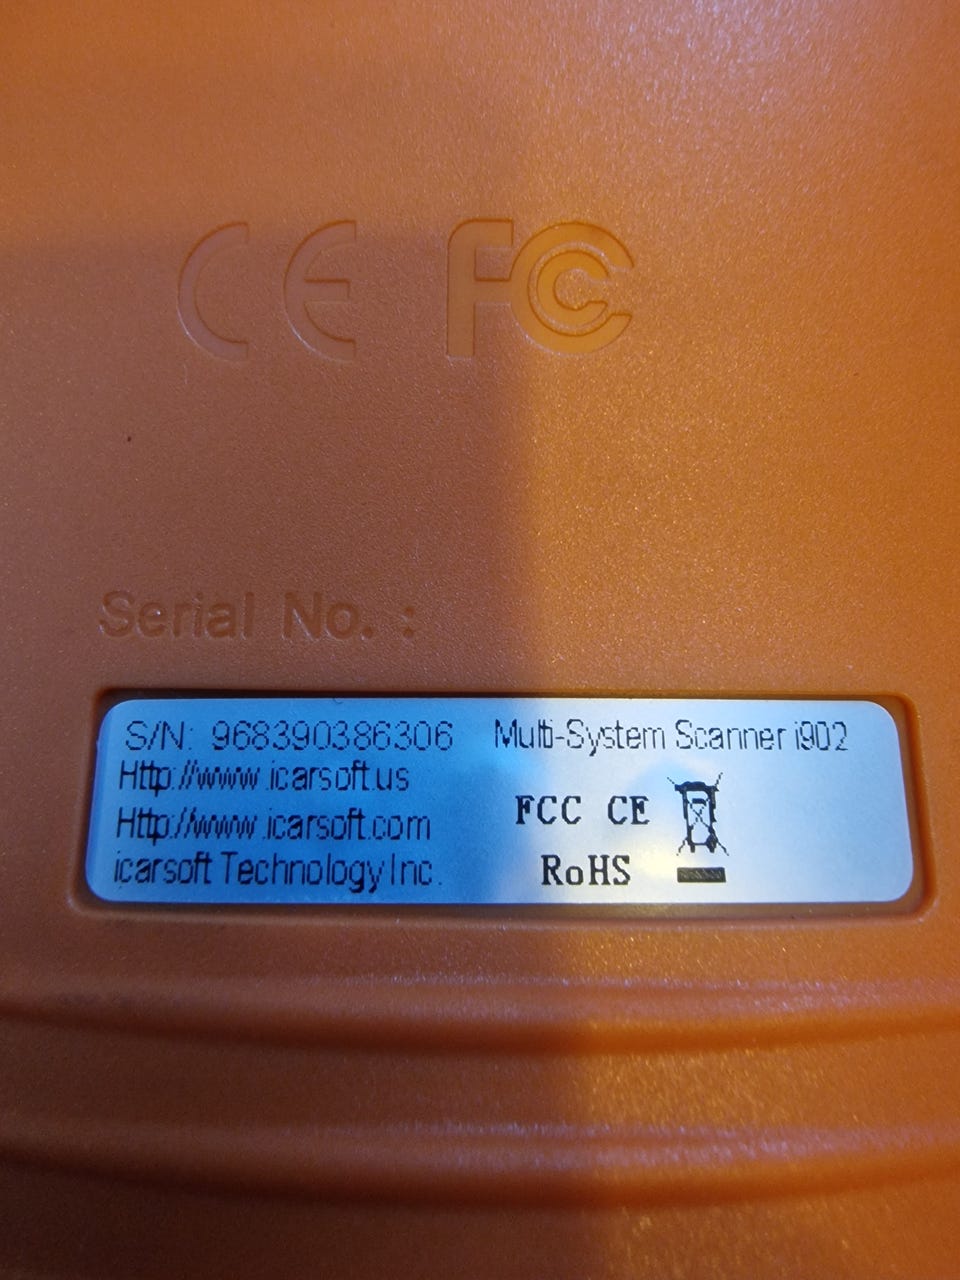 CE FC
Serial No. :
S/N: 968390386306 Multi-System Scanner i902
Http://www.icarsoft.us
Http://www.icarsoft.com
FCC CE
icarsoft Technology Inc.
RoHS